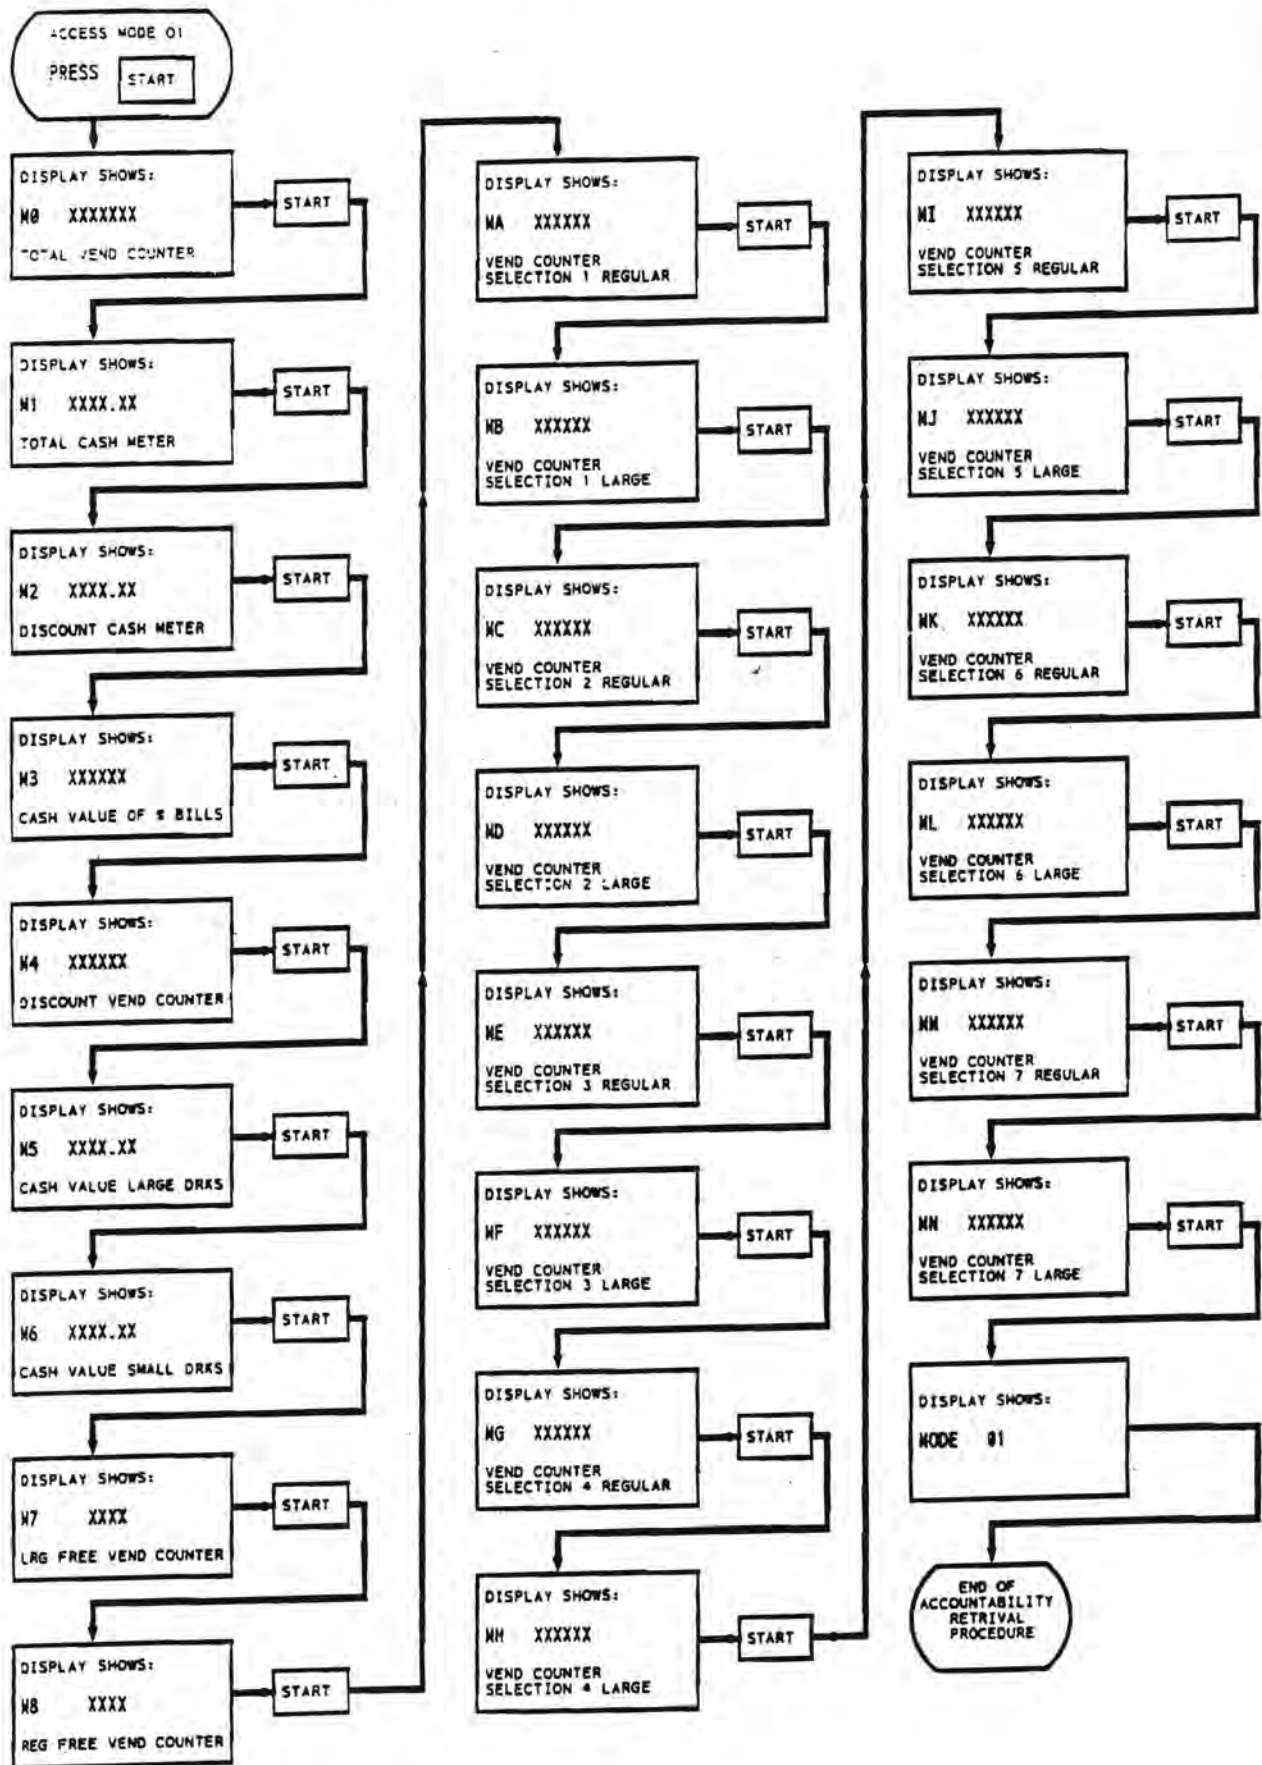 ACCESS MODE 01
PRESS START
DISPLAY SHOWS:
M0 XXXXXXX
TOTAL VEND COUNTER
START
DISPLAY SHOWS:
M1 XXXX.XX
TOTAL CASH METER
START
DISPLAY SHOWS:
M2 XXXX.XX
DISCOUNT CASH METER
START
DISPLAY SHOWS:
M3 XXXXXX
CASH VALUE OF $ BILLS
START
DISPLAY SHOWS:
M4 XXXXXX
DISCOUNT VEND COUNTER
START
DISPLAY SHOWS:
M5 XXXX.XX
CASH VALUE LARGE DRKS
START
DISPLAY SHOWS:
M6 XXXX.XX
CASH VALUE SMALL DRKS
START
DISPLAY SHOWS:
M7 XXXX
LRG FREE VEND COUNTER
START
DISPLAY SHOWS:
M8 XXXX
REG FREE VEND COUNTER
START
DISPLAY SHOWS:
MA XXXXXX
VEND COUNTER
SELECTION 1 REGULAR
START
DISPLAY SHOWS:
MB XXXXXX
VEND COUNTER
SELECTION 1 LARGE
START
DISPLAY SHOWS:
MC XXXXXX
VEND COUNTER
SELECTION 2 REGULAR
START
DISPLAY SHOWS:
MD XXXXXX
VEND COUNTER
SELECTION 2 LARGE
START
DISPLAY SHOWS:
ME XXXXXX
VEND COUNTER
SELECTION 3 REGULAR
START
DISPLAY SHOWS:
MF XXXXXX
VEND COUNTER
SELECTION 3 LARGE
START
DISPLAY SHOWS:
MG XXXXXX
VEND COUNTER
SELECTION 4 REGULAR
START
DISPLAY SHOWS:
MH XXXXXX
VEND COUNTER
SELECTION 4 LARGE
START
DISPLAY SHOWS:
MI XXXXXX
VEND COUNTER
SELECTION 5 REGULAR
START
DISPLAY SHOWS:
MJ XXXXXX
VEND COUNTER
SELECTION 5 LARGE
START
DISPLAY SHOWS:
MK XXXXXX
VEND COUNTER
SELECTION 6 REGULAR
START
DISPLAY SHOWS:
ML XXXXXX
VEND COUNTER
SELECTION 6 LARGE
START
DISPLAY SHOWS:
MM XXXXXX
VEND COUNTER
SELECTION 7 REGULAR
START
DISPLAY SHOWS:
MN XXXXXX
VEND COUNTER
SELECTION 7 LARGE
START
DISPLAY SHOWS:
MODE 01
END OF
ACCOUNTABILITY
RETRIVAL
PROCEDURE